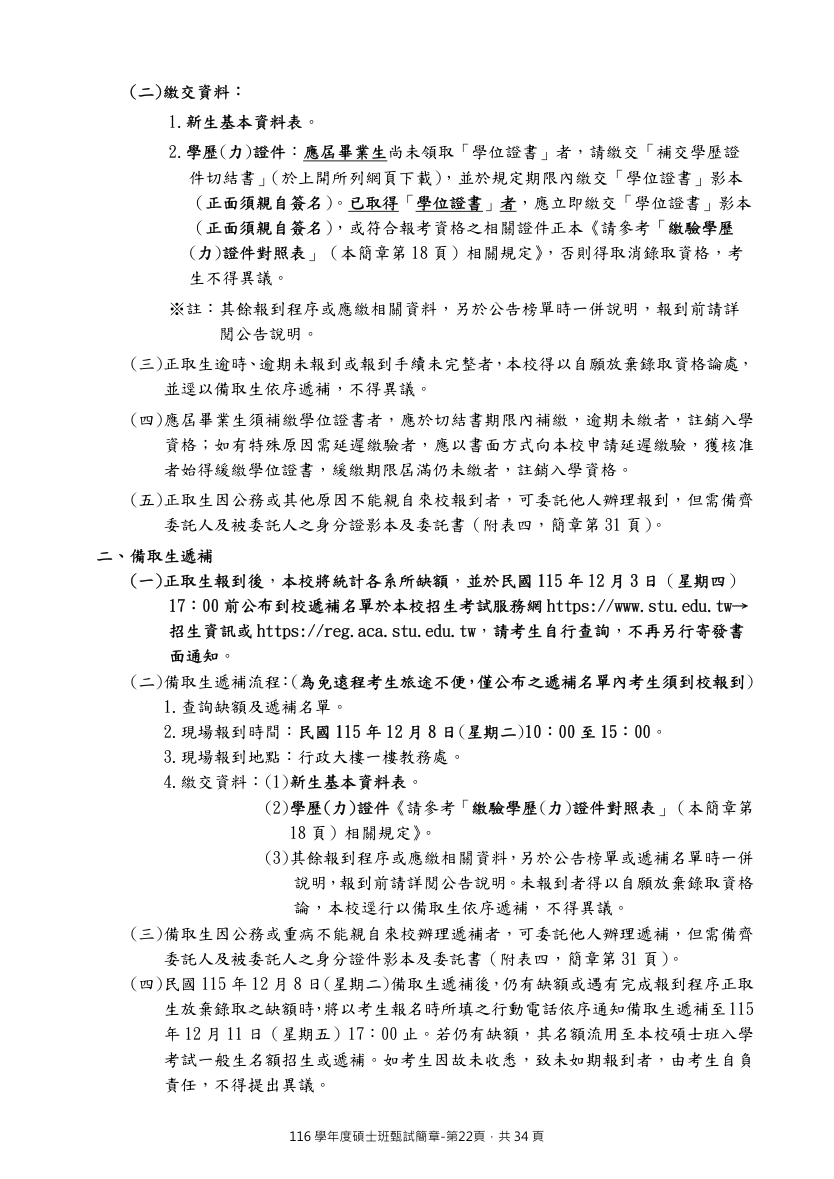 (二)繳交資料：
1.新生基本資料表。
2.學歷(力)證件：應屆畢業生尚未領取「學位證書」者，請繳交「補交學歷證
件切結書」(於上開所列網頁下載)，並於規定期限內繳交「學位證書」影本
（正面須親自簽名）。已取得「學位證書」者，應立即繳交「學位證書」影本
（正面須親自簽名），或符合報考資格之相關證件正本《請參考「繳驗學歷
(力)證件對照表」（本簡章第 18 頁）相關規定》，否則得取消錄取資格，考
生不得異議。
※註：其餘報到程序或應繳相關資料，另於公告榜單時一併說明，報到前請詳
閱公告說明。
(三)正取生逾時、逾期未報到或報到手續未完整者，本校得以自願放棄錄取資格論處，
並逕以備取生依序遞補，不得異議。
(四)應屆畢業生須補繳學位證書者，應於切結書期限內補繳，逾期未繳者，註銷入學
資格；如有特殊原因需延遲繳驗者，應以書面方式向本校申請延遲繳驗，獲核准
者始得緩繳學位證書，緩繳期限屆滿仍未繳者，註銷入學資格。
(五)正取生因公務或其他原因不能親自來校報到者，可委託他人辦理報到，但需備齊
委託人及被委託人之身分證影本及委託書（附表四，簡章第 31 頁）。
二、備取生遞補
(一)正取生報到後，本校將統計各系所缺額，並於民國 115 年 12 月 3 日（星期四）
17：00 前公布到校遞補名單於本校招生考試服務網 https://www.stu.edu.tw→
招生資訊或 https://reg.aca.stu.edu.tw，請考生自行查詢，不再另行寄發書
面通知。
(二)備取生遞補流程：(為免遠程考生旅途不便，僅公布之遞補名單內考生須到校報到)
1.查詢缺額及遞補名單。
2.現場報到時間：民國 115 年 12 月 8 日(星期二)10：00 至 15：00。
3.現場報到地點：行政大樓一樓教務處。
4.繳交資料：(1)新生基本資料表。
(2)學歷(力)證件《請參考「繳驗學歷(力)證件對照表」（本簡章第
18 頁）相關規定》。
(3)其餘報到程序或應繳相關資料，另於公告榜單或遞補名單時一併
說明，報到前請詳閱公告說明。未報到者得以自願放棄錄取資格
論，本校逕行以備取生依序遞補，不得異議。
(三)備取生因公務或重病不能親自來校辦理遞補者，可委託他人辦理遞補，但需備齊
委託人及被委託人之身分證件影本及委託書（附表四，簡章第 31 頁）。
(四)民國 115 年 12 月 8 日(星期二)備取生遞補後，仍有缺額或遇有完成報到程序正取
生放棄錄取之缺額時，將以考生報名時所填之行動電話依序通知備取生遞補至 115
年 12 月 11 日（星期五）17：00 止。若仍有缺額，其名額流用至本校碩士班入學
考試一般生名額招生或遞補。如考生因故未收悉，致未如期報到者，由考生自負
責任，不得提出異議。
116 學年度碩士班甄試簡章-第22頁，共 34 頁